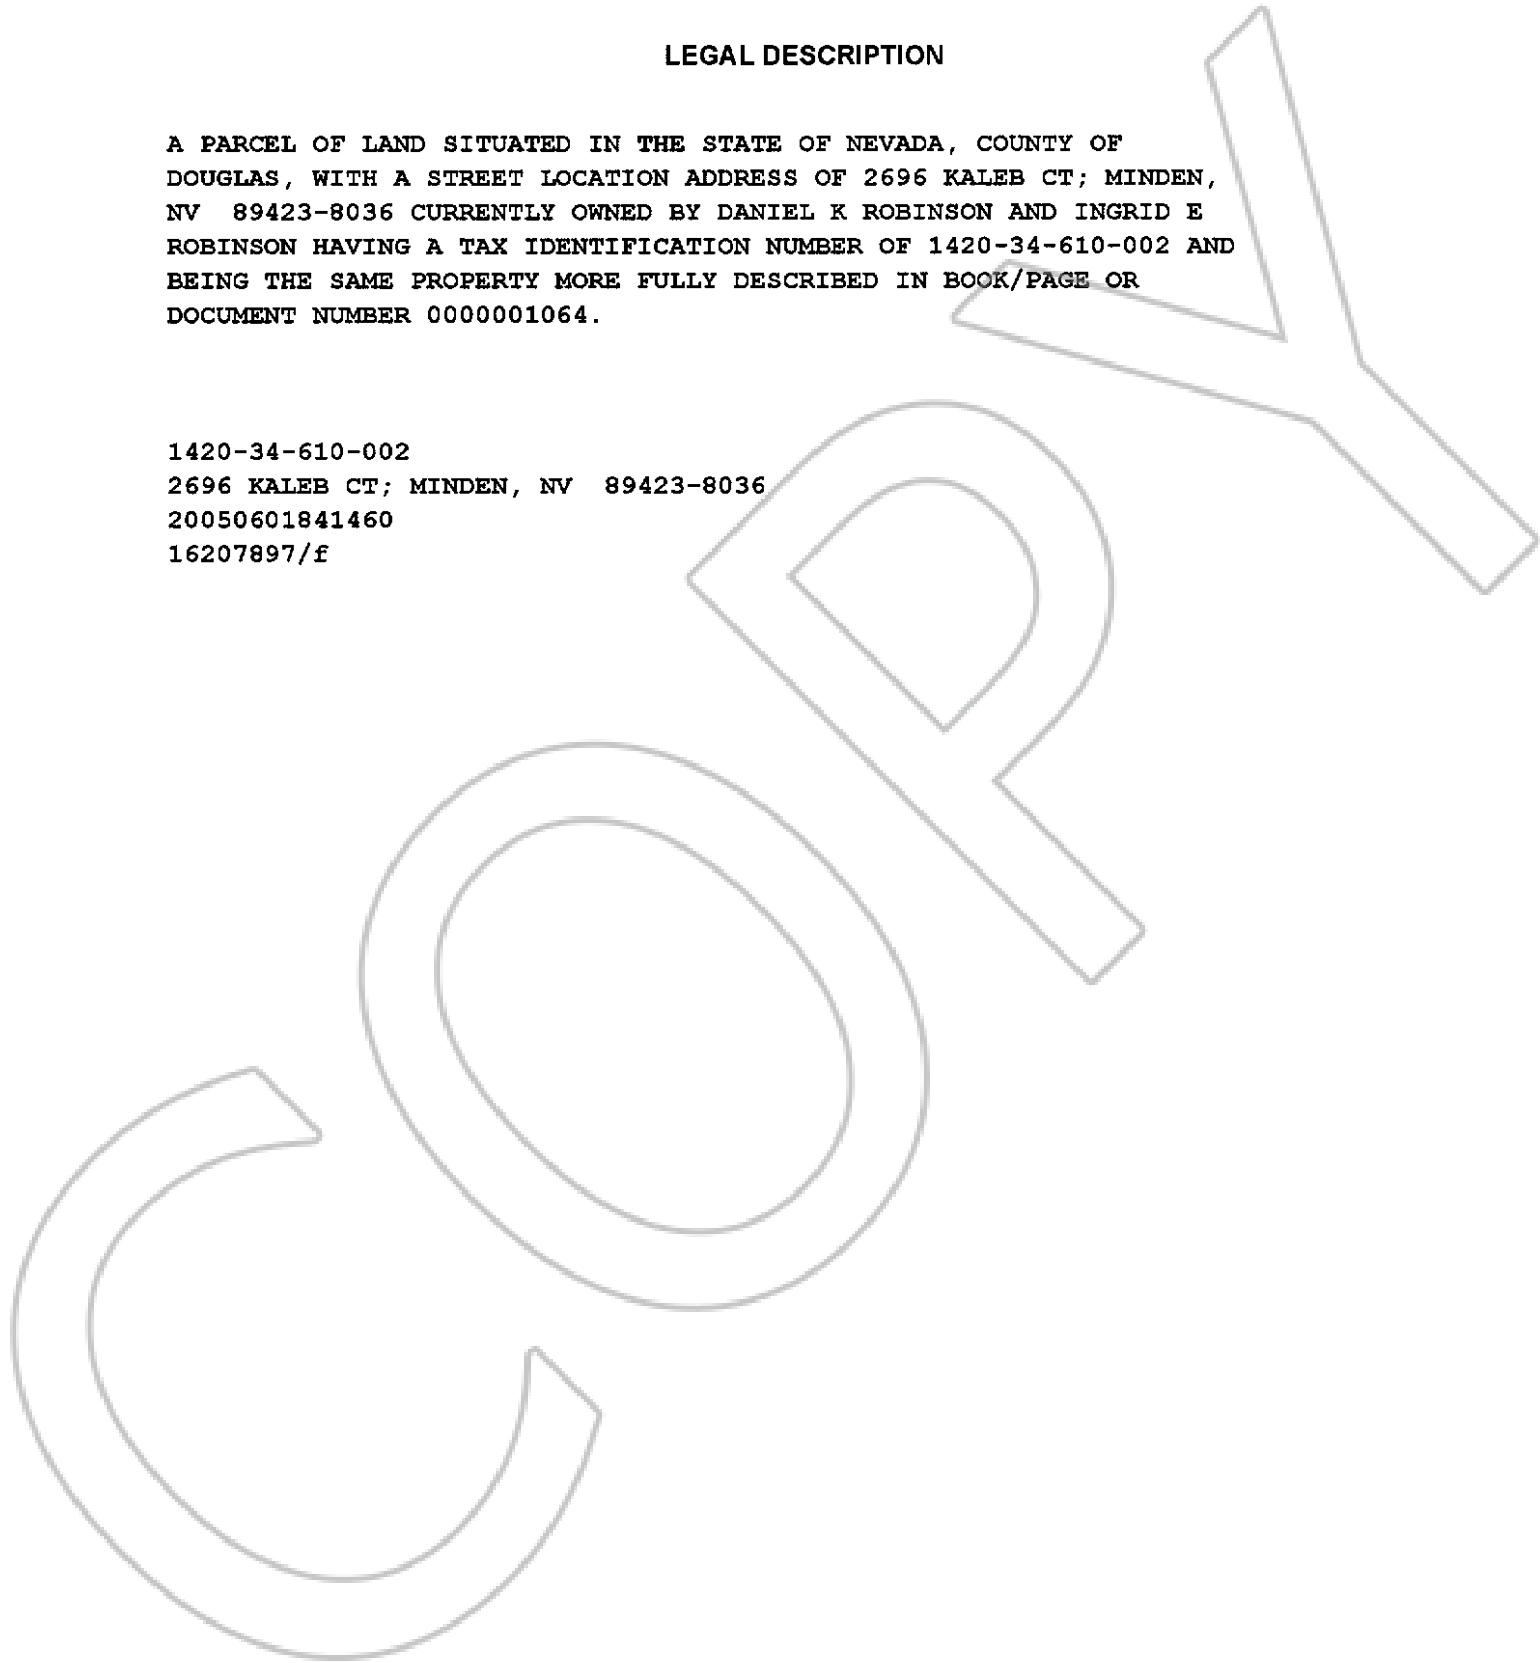 LEGAL DESCRIPTION
A PARCEL OF LAND SITUATED IN THE STATE OF NEVADA, COUNTY OF
DOUGLAS, WITH A STREET LOCATION ADDRESS OF 2696 KALEB CT; MINDEN,
NV  89423-8036 CURRENTLY OWNED BY DANIEL K ROBINSON AND INGRID E
ROBINSON HAVING A TAX IDENTIFICATION NUMBER OF 1420-34-610-002 AND
BEING THE SAME PROPERTY MORE FULLY DESCRIBED IN BOOK/PAGE OR
DOCUMENT NUMBER 0000001064.
1420-34-610-002
2696 KALEB CT; MINDEN, NV  89423-8036
20050601841460
16207897/f
COPY